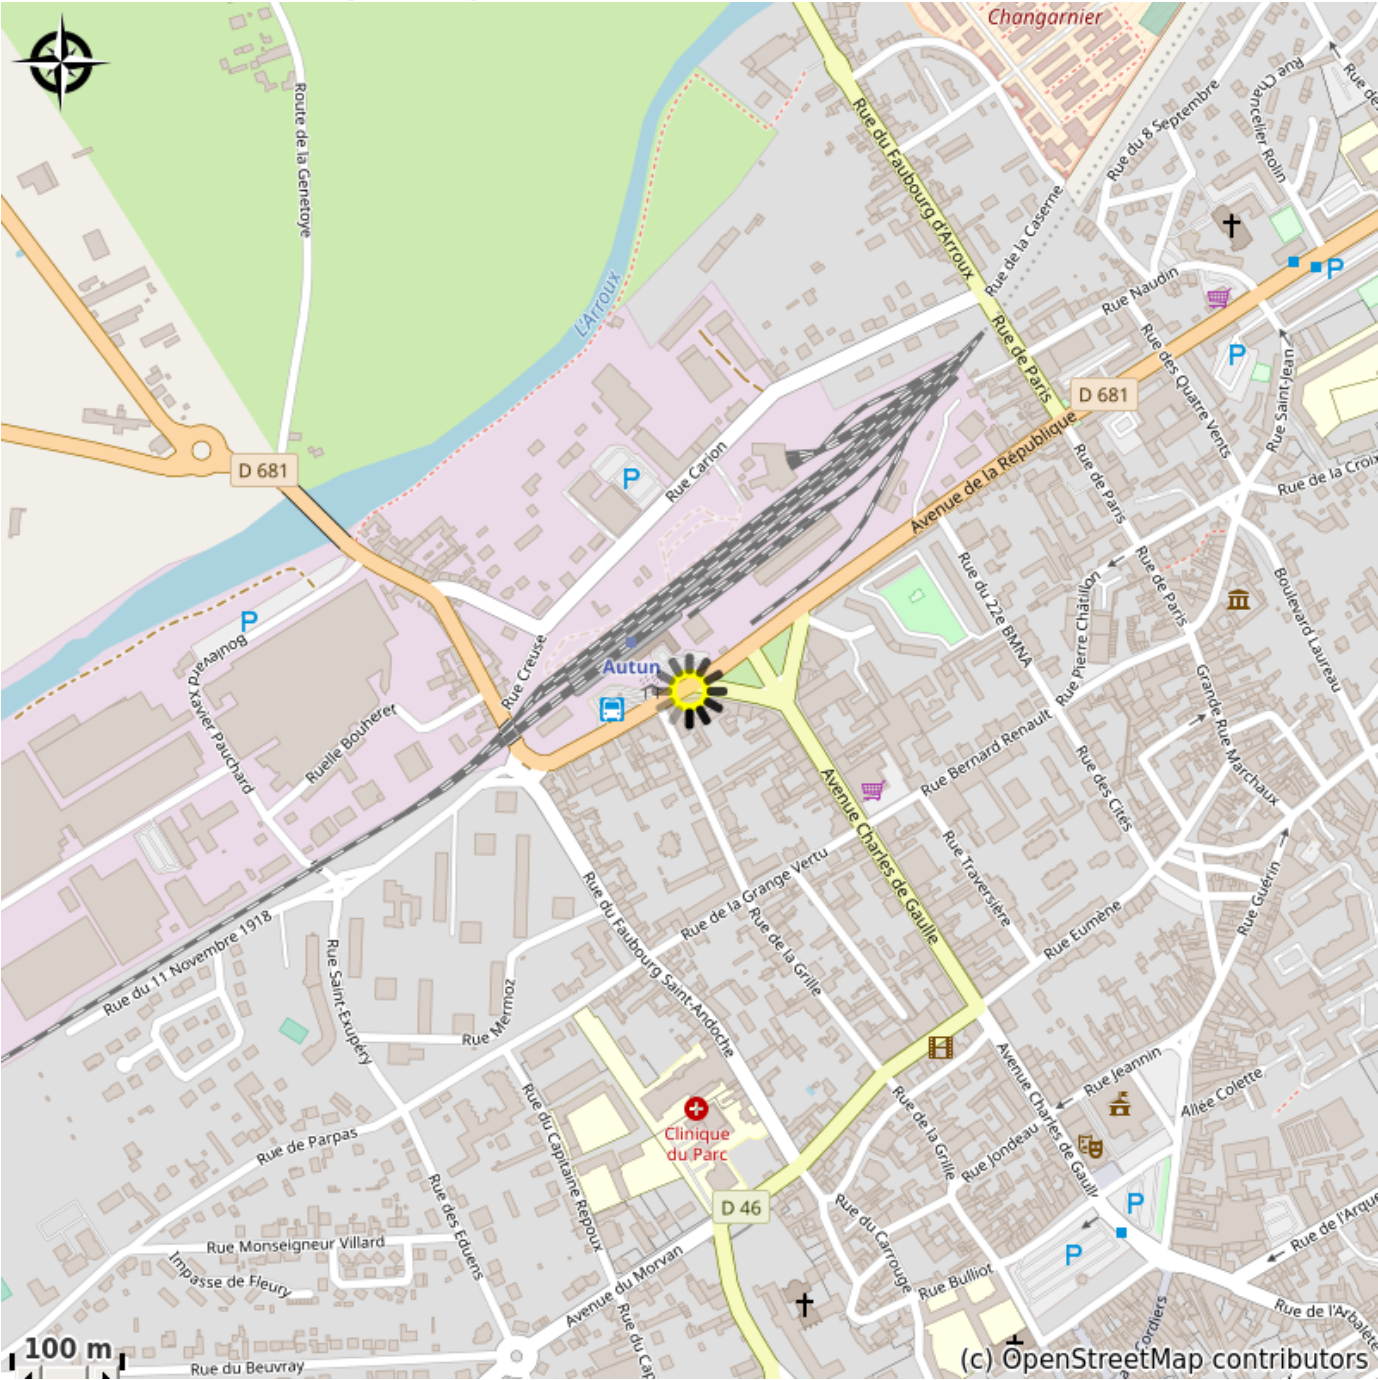 Changarnier
Rue Chancelier Rolin
Rue des
Route de la Genetoye
Rue du 8 Septembre
Rue du Faubourg d'Arroux
Rue de la Caserne
L'Arroux
P
Rue Naudin
Rue de Paris
Rue des Quatre Vents
P
Rue Saint-Jean
D 681
Avenue de la République
D 681
P
Rue Carion
Rue de Paris
Rue de la Croix
Rue du 22e BMNA
Rue Pierre Châtillon
Rue de Paris
Boulevard Laureau
P
Boulevard Xavier Pauchard
Rue Creuse
Autun
Grande Rue Marchaux
Ruelle Bouheret
Rue Bernard Renault
Rue des Cités
Avenue Charles de Gaulle
Rue Traversière
Rue de la Grange Vertu
Rue du Faubourg Saint-Andoche
Rue de la Grille
Rue Eumène
Rue Guérin
Rue du 11 Novembre 1918
Rue Saint-Exupéry
Rue Mermoz
Avenue Charles de Gaulle
Rue Jeannin
Allée Colette
Rue du Capitaine Repoux
Clinique
du Parc
Rue de la Grille
Rue Jondeau
Rue de Parpas
Rue des Eduens
D 46
Rue du Carrouge
P
P
Rue de l'Arque
Rue Monseigneur Villard
Impasse de Fleury
Avenue du Morvan
Rue Bulliot
Rue de l'Arbalète
Rue du Cap
Cordiers
100 m
Rue du Beuvray
(c) OpenStreetMap contributors